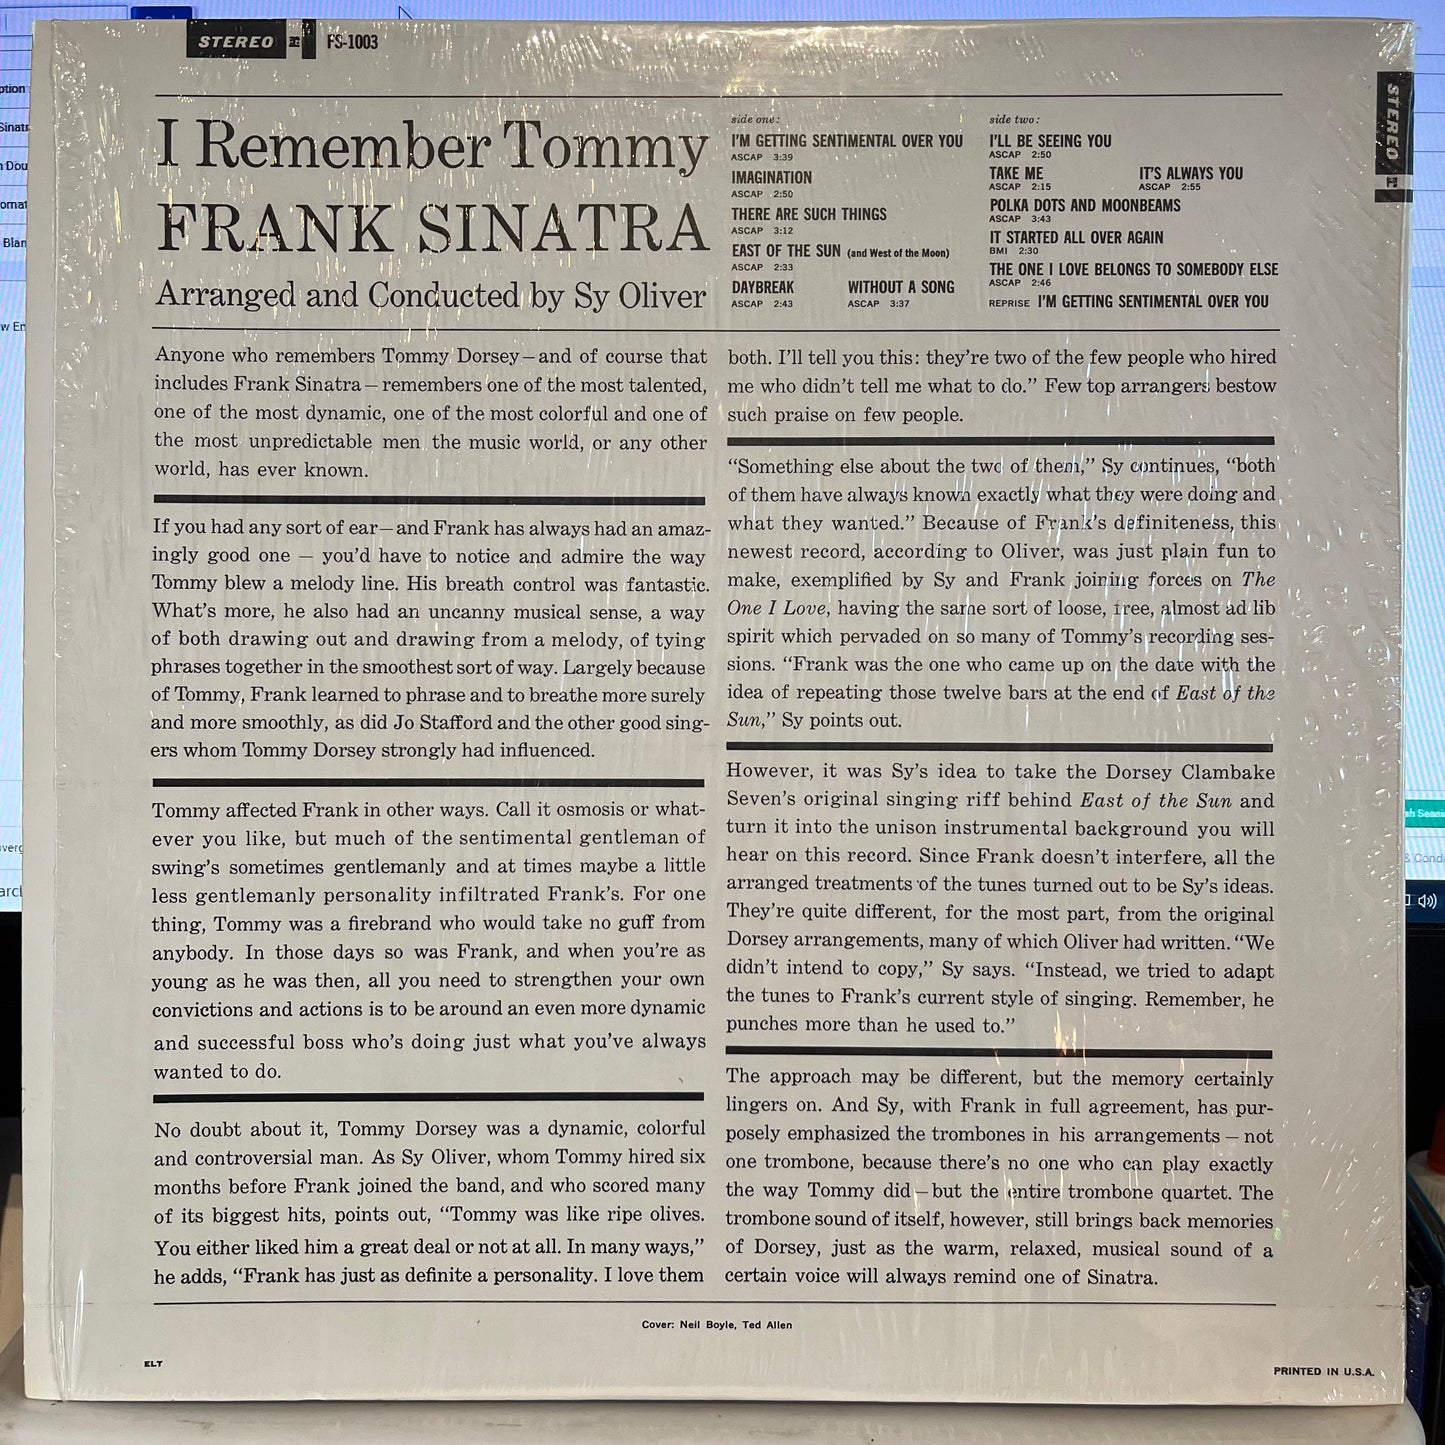 STEREO FS-1003
STEREO
I Remember Tommy
FRANK SINATRA
Arranged and Conducted by Sy Oliver
side one:
I'M GETTING SENTIMENTAL OVER YOU
ASCAP 3:39
IMAGINATION
ASCAP 2:50
THERE ARE SUCH THINGS
ASCAP 3:12
EAST OF THE SUN (and West of the Moon)
ASCAP 2:33
DAYBREAK WITHOUT A SONG
ASCAP 2:43 ASCAP 3:37
side two:
I'LL BE SEEING YOU
ASCAP 2:50
TAKE ME IT'S ALWAYS YOU
ASCAP 2:15 ASCAP 2:55
POLKA DOTS AND MOONBEAMS
ASCAP 3:43
IT STARTED ALL OVER AGAIN
BMI 2:30
THE ONE I LOVE BELONGS TO SOMEBODY ELSE
ASCAP 2:46
REPRISE I'M GETTING SENTIMENTAL OVER YOU
Anyone who remembers Tommy Dorsey—and of course that
includes Frank Sinatra—remembers one of the most talented,
one of the most dynamic, one of the most colorful and one of
the most unpredictable men the music world, or any other
world, has ever known.
If you had any sort of ear—and Frank has always had an amaz-
ingly good one — you'd have to notice and admire the way
Tommy blew a melody line. His breath control was fantastic.
What's more, he also had an uncanny musical sense, a way
of both drawing out and drawing from a melody, of tying
phrases together in the smoothest sort of way. Largely because
of Tommy, Frank learned to phrase and to breathe more surely
and more smoothly, as did Jo Stafford and the other good sing-
ers whom Tommy Dorsey strongly had influenced.
Tommy affected Frank in other ways. Call it osmosis or what-
ever you like, but much of the sentimental gentleman of
swing's sometimes gentlemanly and at times maybe a little
less gentlemanly personality infiltrated Frank's. For one
thing, Tommy was a firebrand who would take no guff from
anybody. In those days so was Frank, and when you're as
young as he was then, all you need to strengthen your own
convictions and actions is to be around an even more dynamic
and successful boss who's doing just what you've always
wanted to do.
No doubt about it, Tommy Dorsey was a dynamic, colorful
and controversial man. As Sy Oliver, whom Tommy hired six
months before Frank joined the band, and who scored many
of its biggest hits, points out, "Tommy was like ripe olives.
You either liked him a great deal or not at all. In many ways,"
he adds, "Frank has just as definite a personality. I love them
both. I'll tell you this: they're two of the few people who hired
me who didn't tell me what to do." Few top arrangers bestow
such praise on few people.
"Something else about the two of them," Sy continues, "both
of them have always known exactly what they were doing and
what they wanted." Because of Frank's definiteness, this
newest record, according to Oliver, was just plain fun to
make, exemplified by Sy and Frank joining forces on The
One I Love, having the same sort of loose, free, almost ad lib
spirit which pervaded on so many of Tommy's recording ses-
sions. "Frank was the one who came up on the date with the
idea of repeating those twelve bars at the end of East of the
Sun," Sy points out.
However, it was Sy's idea to take the Dorsey Clambake
Seven's original singing riff behind East of the Sun and
turn it into the unison instrumental background you will
hear on this record. Since Frank doesn't interfere, all the
arranged treatments of the tunes turned out to be Sy's ideas.
They're quite different, for the most part, from the original
Dorsey arrangements, many of which Oliver had written. "We
didn't intend to copy," Sy says. "Instead, we tried to adapt
the tunes to Frank's current style of singing. Remember, he
punches more than he used to."
The approach may be different, but the memory certainly
lingers on. And Sy, with Frank in full agreement, has pur-
posely emphasized the trombones in his arrangements — not
one trombone, because there's no one who can play exactly
the way Tommy did—but the entire trombone quartet. The
trombone sound of itself, however, still brings back memories
of Dorsey, just as the warm, relaxed, musical sound of a
certain voice will always remind one of Sinatra.
Cover: Neil Boyle, Ted Allen
ELT
PRINTED IN U.S.A.